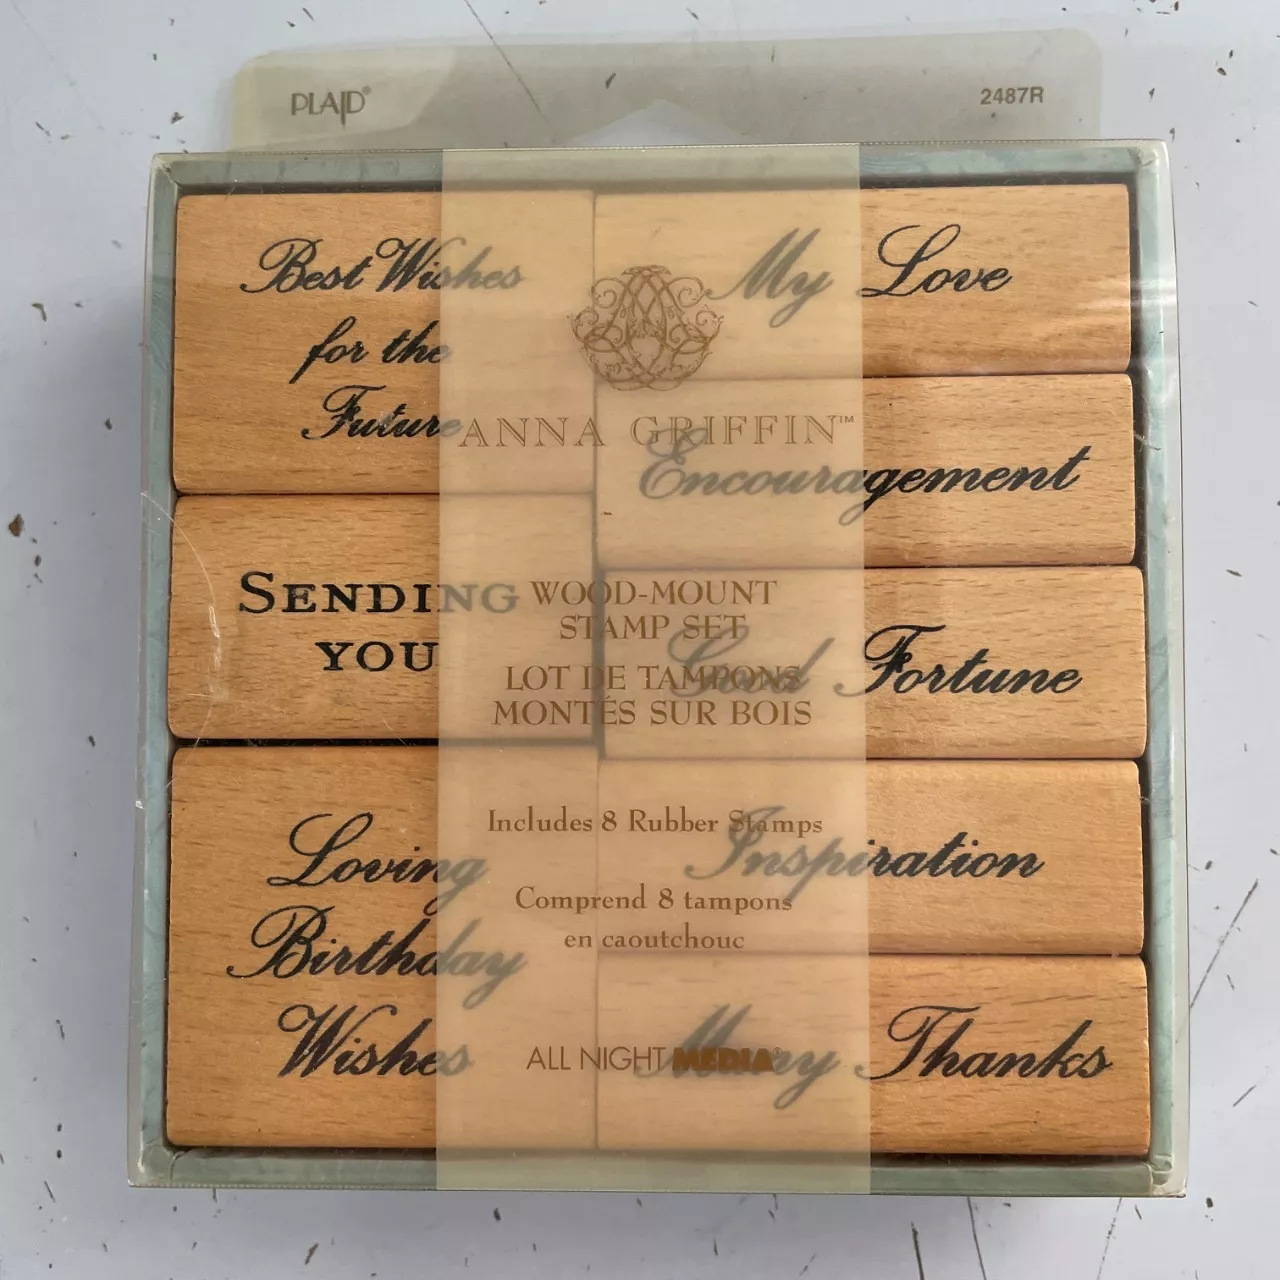 PLAID®
2487R
Best Wishes
for the
Future
My Love
ANNA GRIFFIN™
Encouragement
SENDING
YOU
WOOD-MOUNT
STAMP SET
LOT DE TAMPONS
MONTÉS SUR BOIS
Good Fortune
Loving
Birthday
Wishes
Includes 8 Rubber Stamps
Comprend 8 tampons
en caoutchouc
Inspiration
ALL NIGHT MEDIA®
Many Thanks